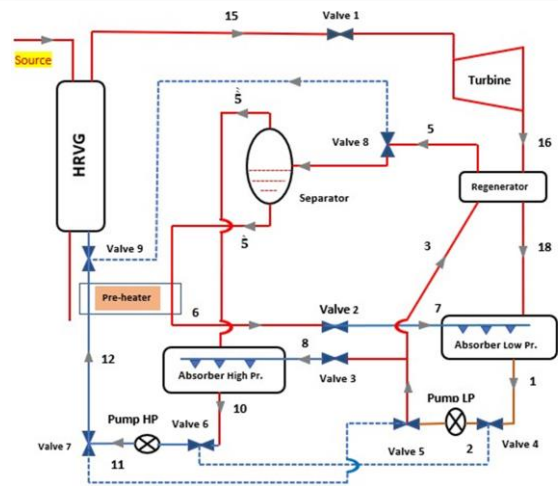 15
Valve 1
Source
Turbine
HRVG
5̀
Valve 8
5
16
Separator
Regenerator
5̀
3
18
Valve 9
Pre-heater
6
Valve 2
7
Absorber Low Pr.
12
8
Absorber High Pr.
Valve 3
1
10
Pump LP
Pump HP
Valve 6
Valve 7
11
Valve 5
2
Valve 4